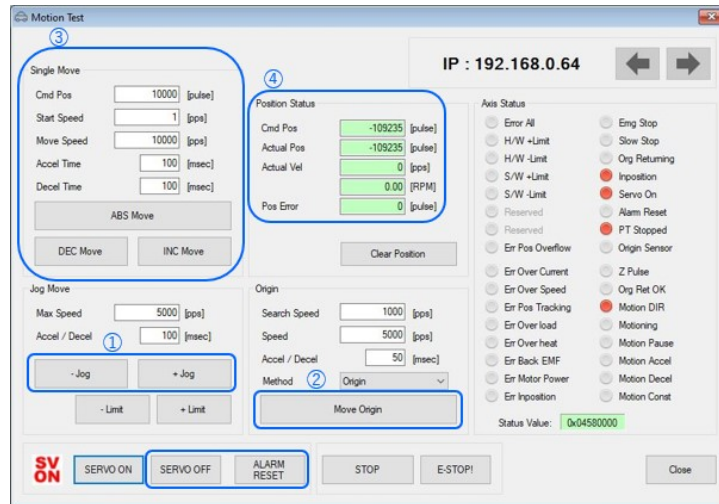 Motion Test
③
IP : 192.168.0.64
Single Move
Cmd Pos 10000 [pulse]
Start Speed 1 [pps]
Move Speed 10000 [pps]
Accel Time 100 [msec]
Decel Time 100 [msec]
ABS Move
DEC Move INC Move
④
Position Status
Cmd Pos -109235 [pulse]
Actual Pos -109235 [pulse]
Actual Vel 0 [pps]
0.00 [RPM]
Pos Error 0 [pulse]
Clear Position
Jog Move
Max Speed 5000 [pps]
Accel / Decel 100 [msec]
①
- Jog + Jog
- Limit + Limit
Origin
Search Speed 1000 [pps]
Speed 5000 [pps]
Accel / Decel 50 [msec]
Method Origin
②
Move Origin
Axis Status
Error All Emg Stop
H/W +Limit Slow Stop
H/W -Limit Org Returning
S/W +Limit Inposition
S/W -Limit Servo On
Reserved Alarm Reset
Reserved PT Stopped
Err Pos Overflow Origin Sensor
Err Over Current Z Pulse
Err Over Speed Org Ret OK
Err Pos Tracking Motion DIR
Err Over load Motioning
Err Over heat Motion Pause
Err Back EMF Motion Accel
Err Motor Power Motion Decel
Err Inposition Motion Const
Status Value: 0x04580000
SV ON
SERVO ON SERVO OFF ALARM RESET STOP E-STOP! Close